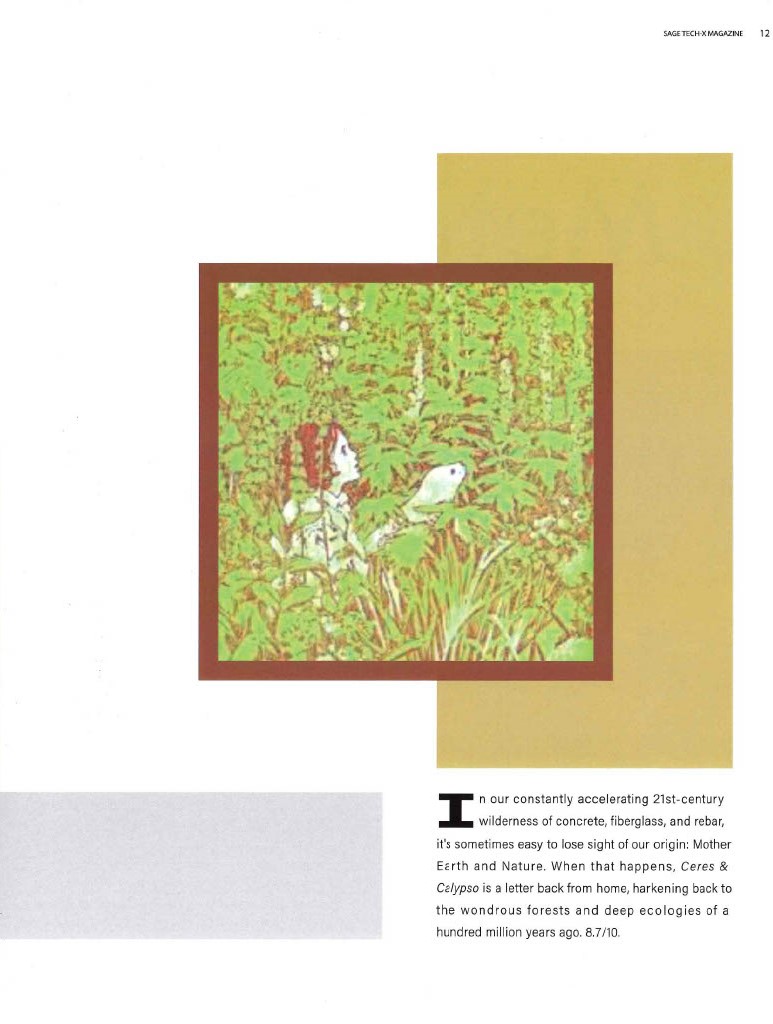 SAGE TECH-X MAGAZINE 12
In our constantly accelerating 21st-century
wilderness of concrete, fiberglass, and rebar,
it's sometimes easy to lose sight of our origin: Mother
Earth and Nature. When that happens, Ceres &
Calypso is a letter back from home, harkening back to
the wondrous forests and deep ecologies of a
hundred million years ago. 8.7/10.